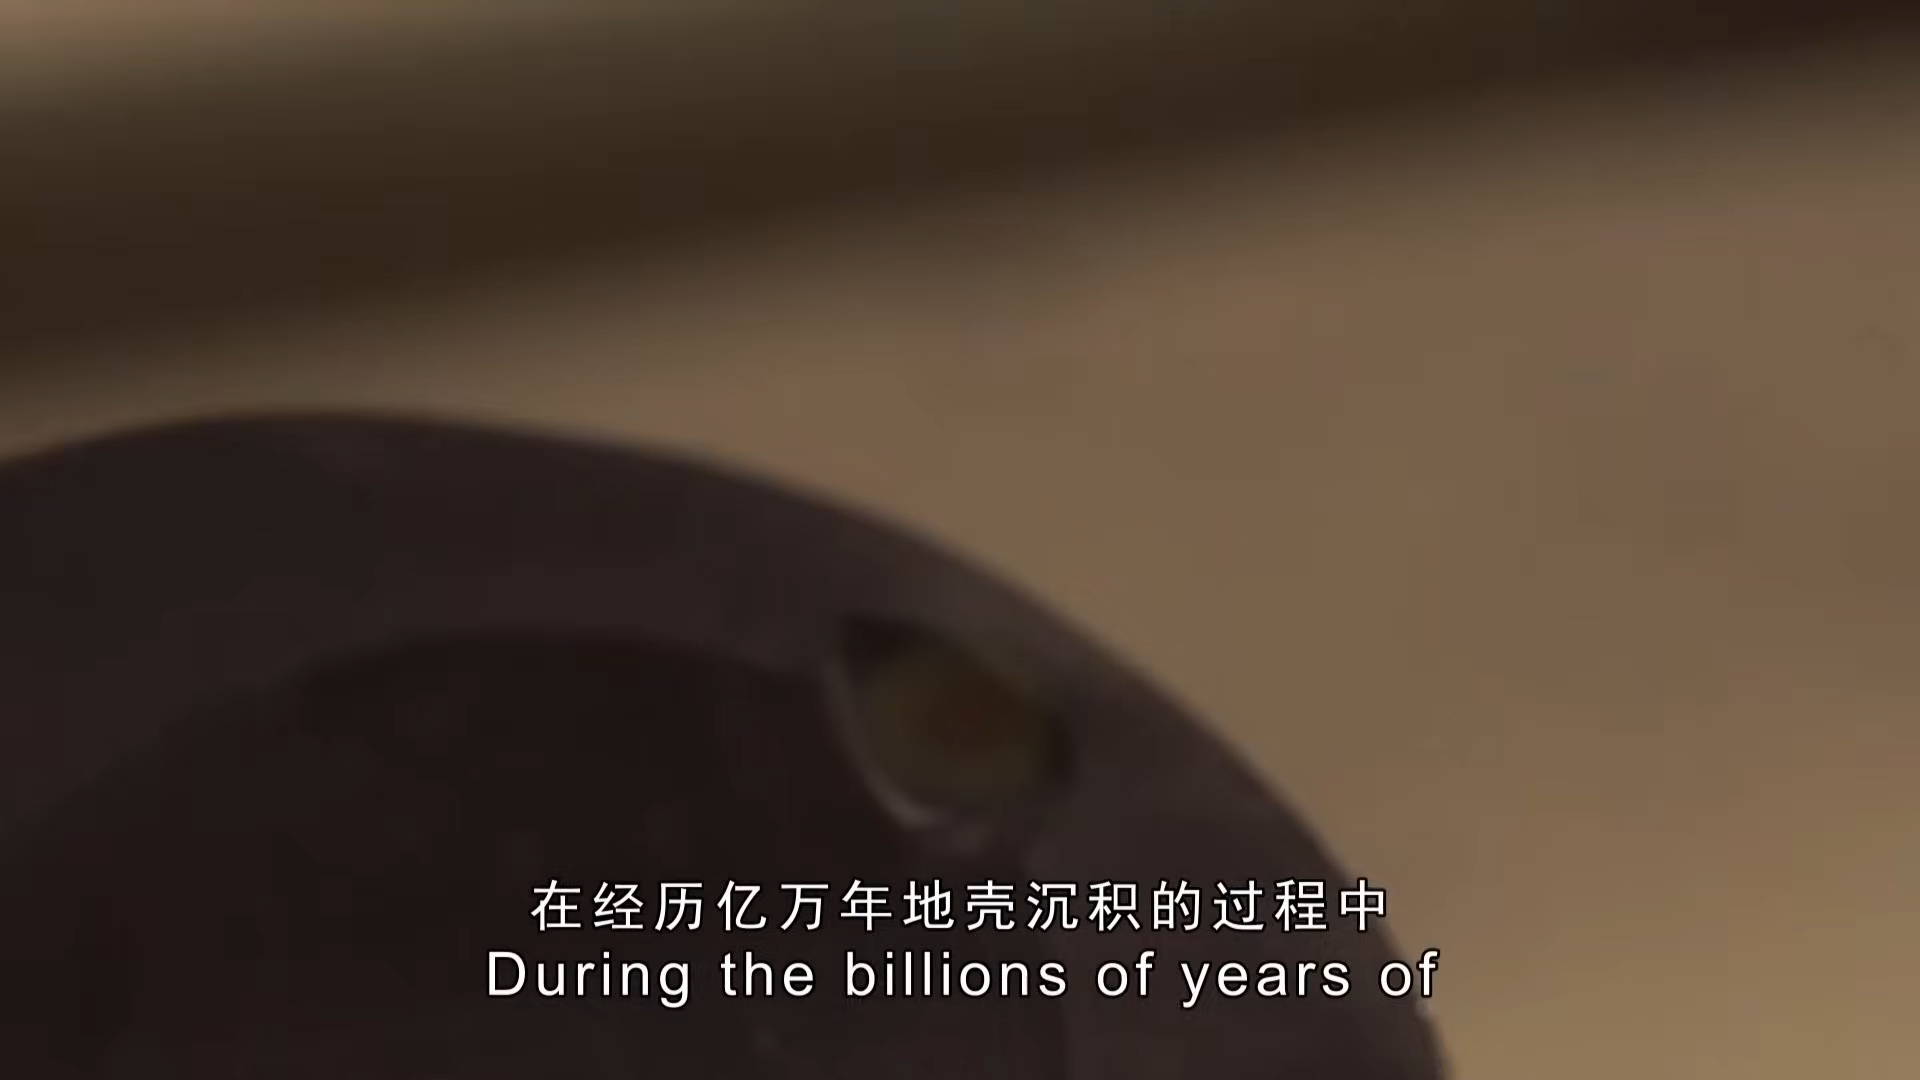 在经历亿万年地壳沉积的过程中
During the billions of years of